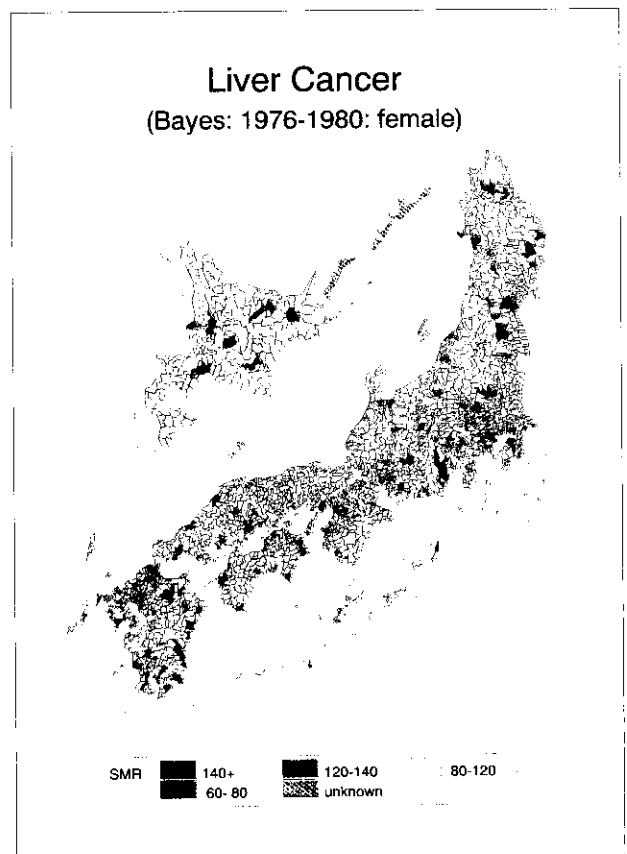 Liver Cancer
(Bayes: 1976-1980: female)
SMR 140+ 120-140 80-120
60- 80 unknown